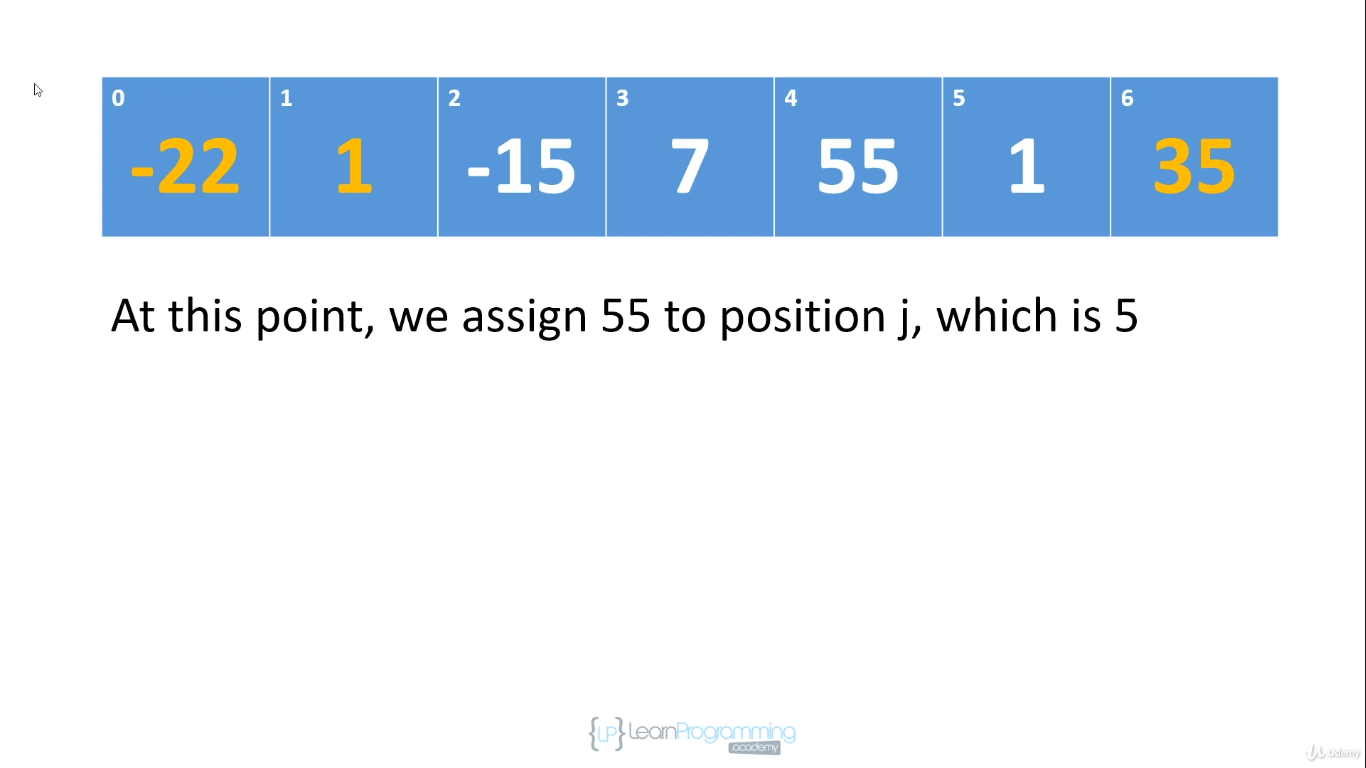 0 1 2 3 4 5 6
-22 1 -15 7 55 1 35
At this point, we assign 55 to position j, which is 5
{LP} LearnProgramming
.academy
Udemy